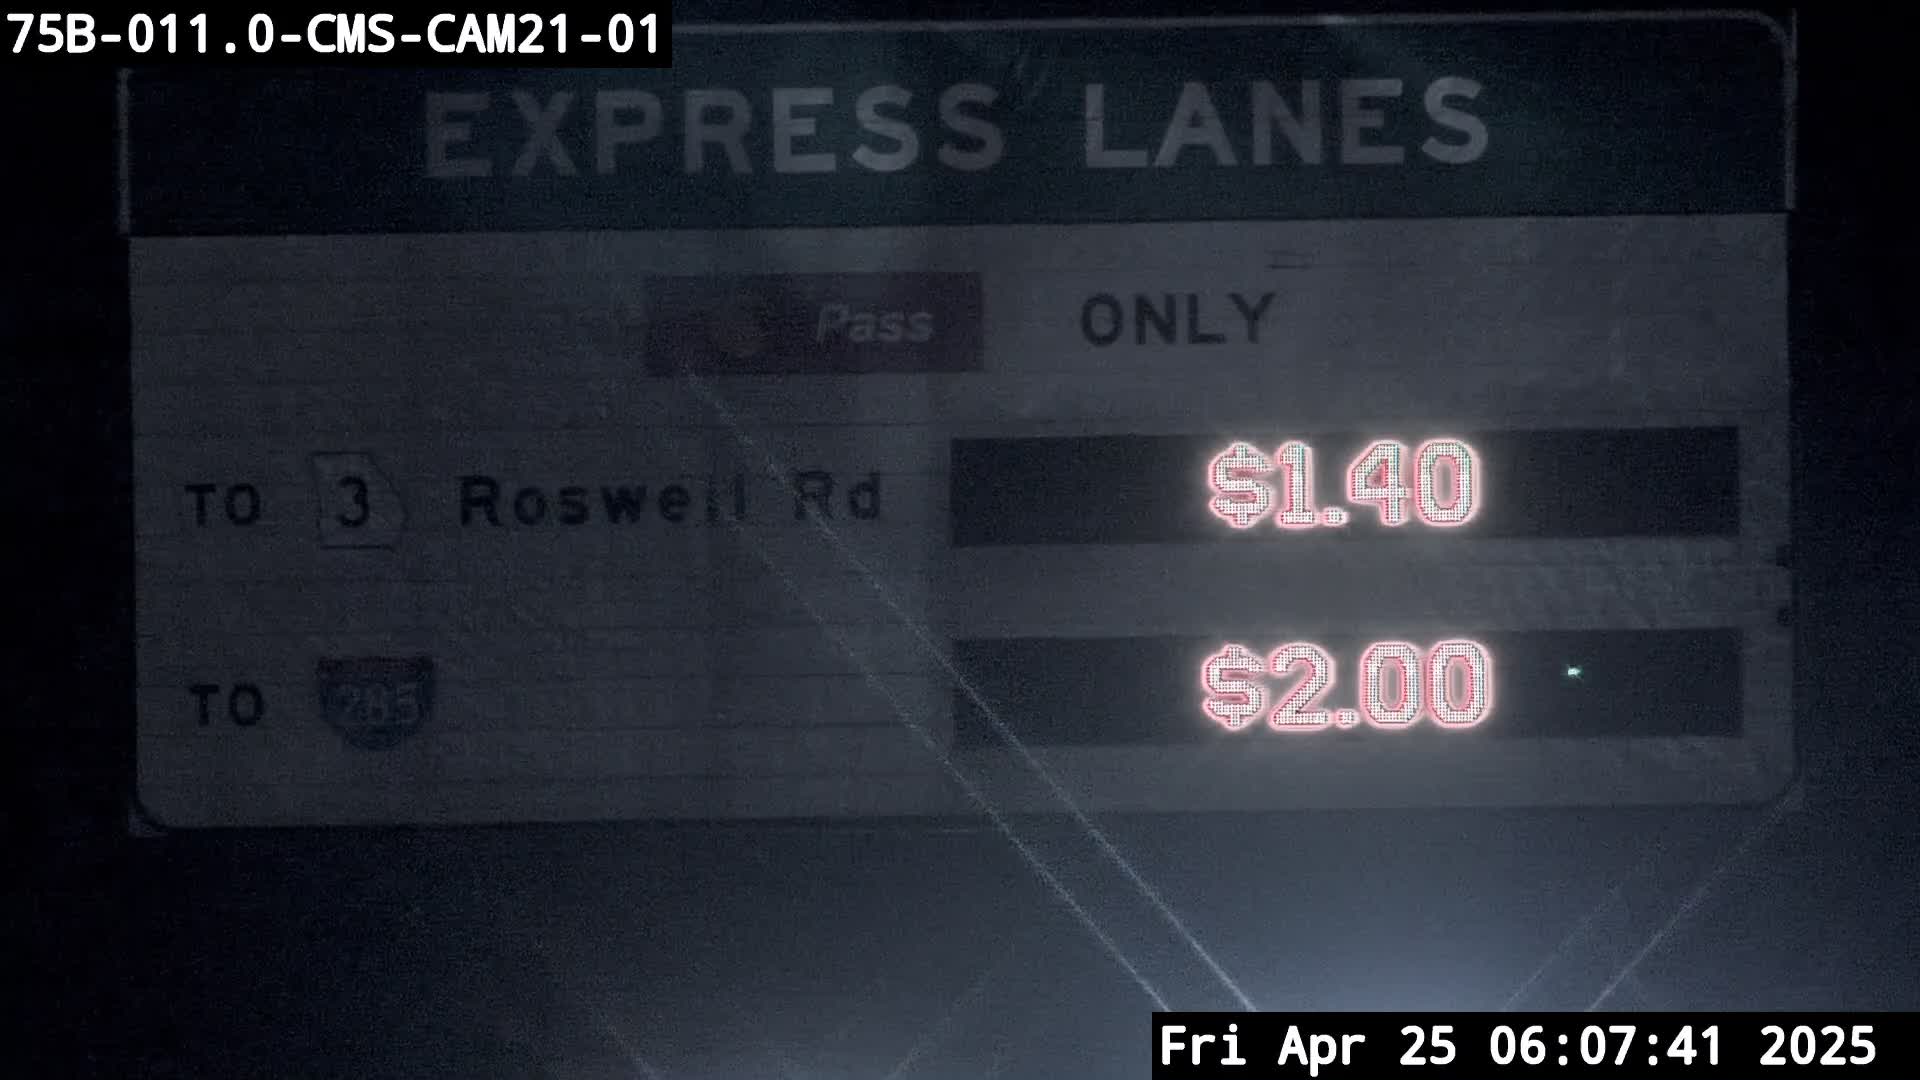 75B-011.0-CMS-CAM21-01
EXPRESS LANES
Pass ONLY
TO 3 Roswell Rd $1.40
TO 285 $2.00
Fri Apr 25 06:07:41 2025